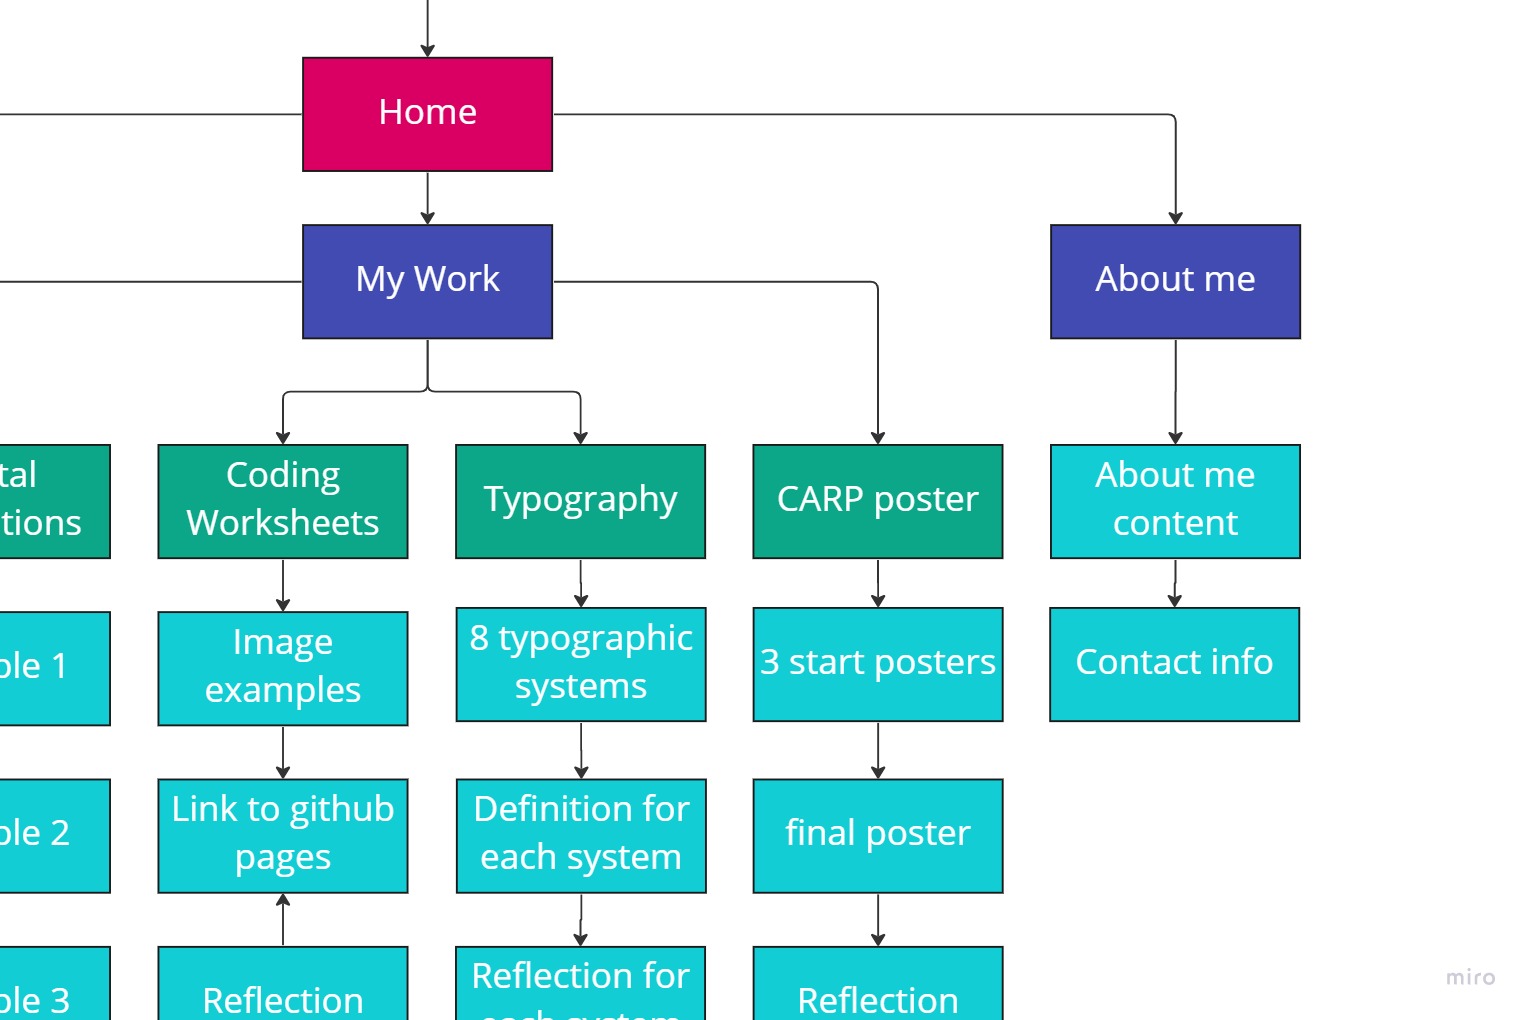 Home
My Work
About me
tal
tions
Coding
Worksheets
Typography
CARP poster
About me
content
ple 1
Image
examples
8 typographic
systems
3 start posters
Contact info
ple 2
Link to github
pages
Definition for
each system
final poster
ple 3
Reflection
Reflection for
each system
Reflection
miro